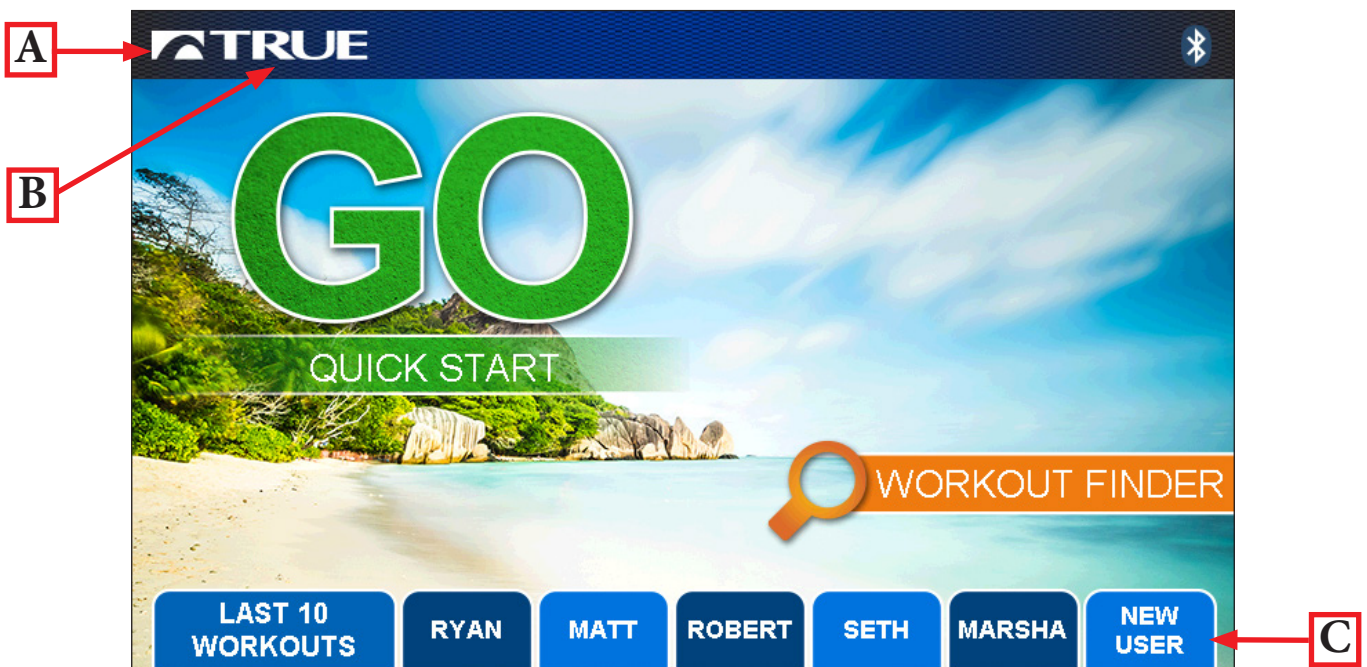 A
TRUE
B
GO
QUICK START
WORKOUT FINDER
LAST 10
WORKOUTS
RYAN
MATT
ROBERT
SETH
MARSHA
NEW
USER
C